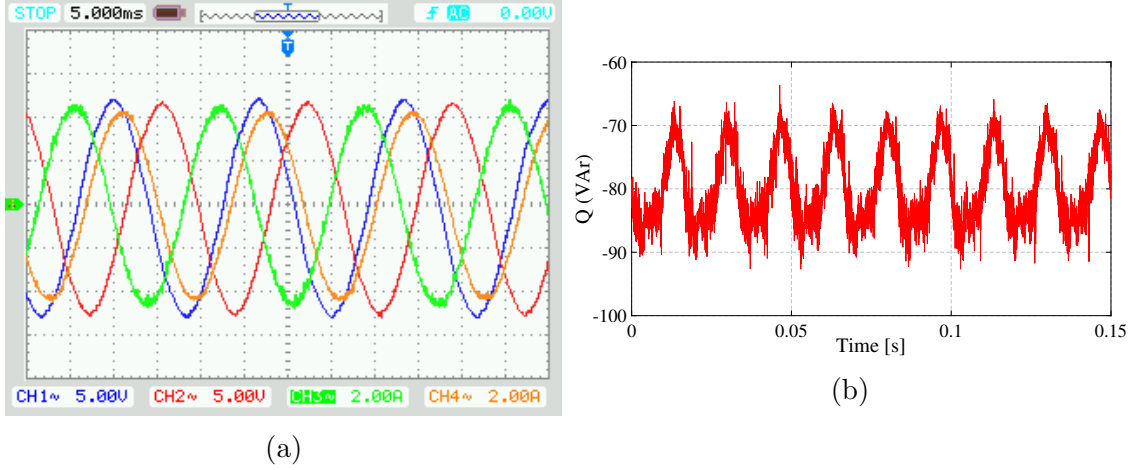 STOP 5.000ms T AC 0.00V
T
CH1~ 5.00V CH2~ 5.00V CH3~ 2.00A CH4~ 2.00A
(a)
Q (VAr)
-60
-70
-80
-90
-100
0 0.05 0.1 0.15
Time [s]
(b)